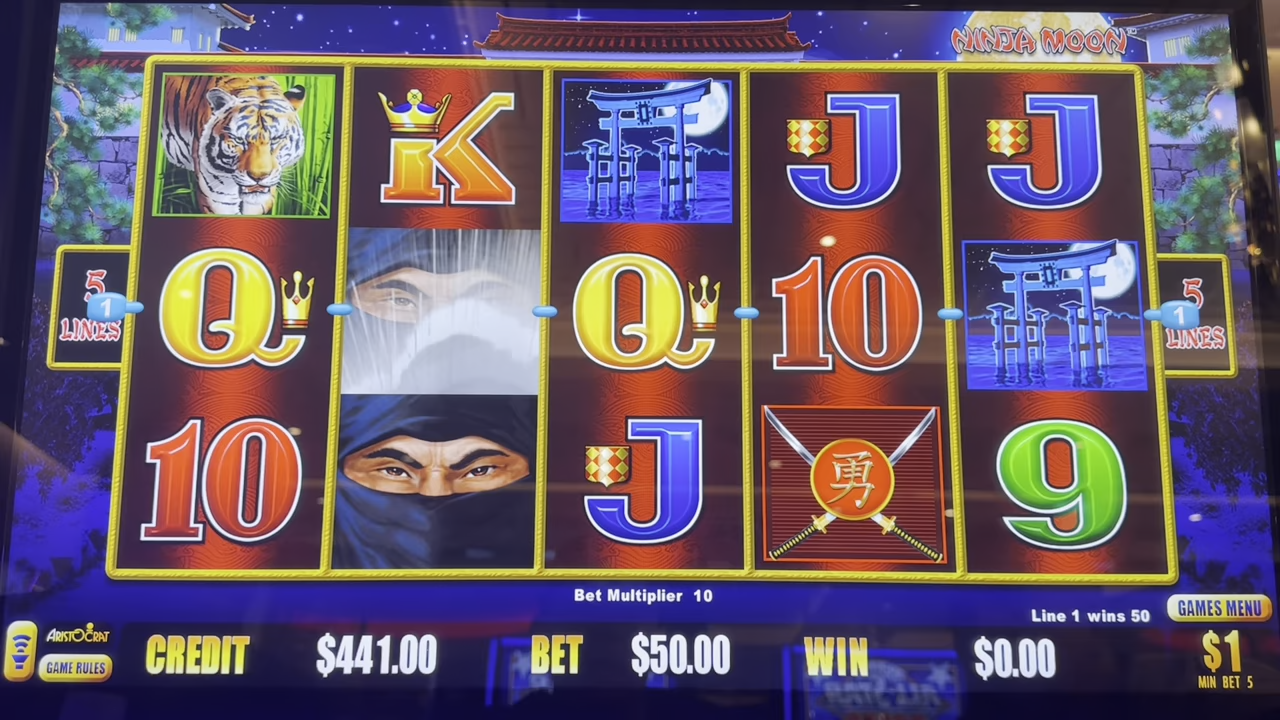 NINJA MOON
K
J
J
5
LINES
1
Q
Q
10
1
5
LINES
10
J
勇
9
Bet Multiplier 10
Line 1 wins 50
GAMES MENU
ARISTOCRAT
GAME RULES
CREDIT $441.00 BET $50.00 WIN $0.00
$1
MIN BET 5